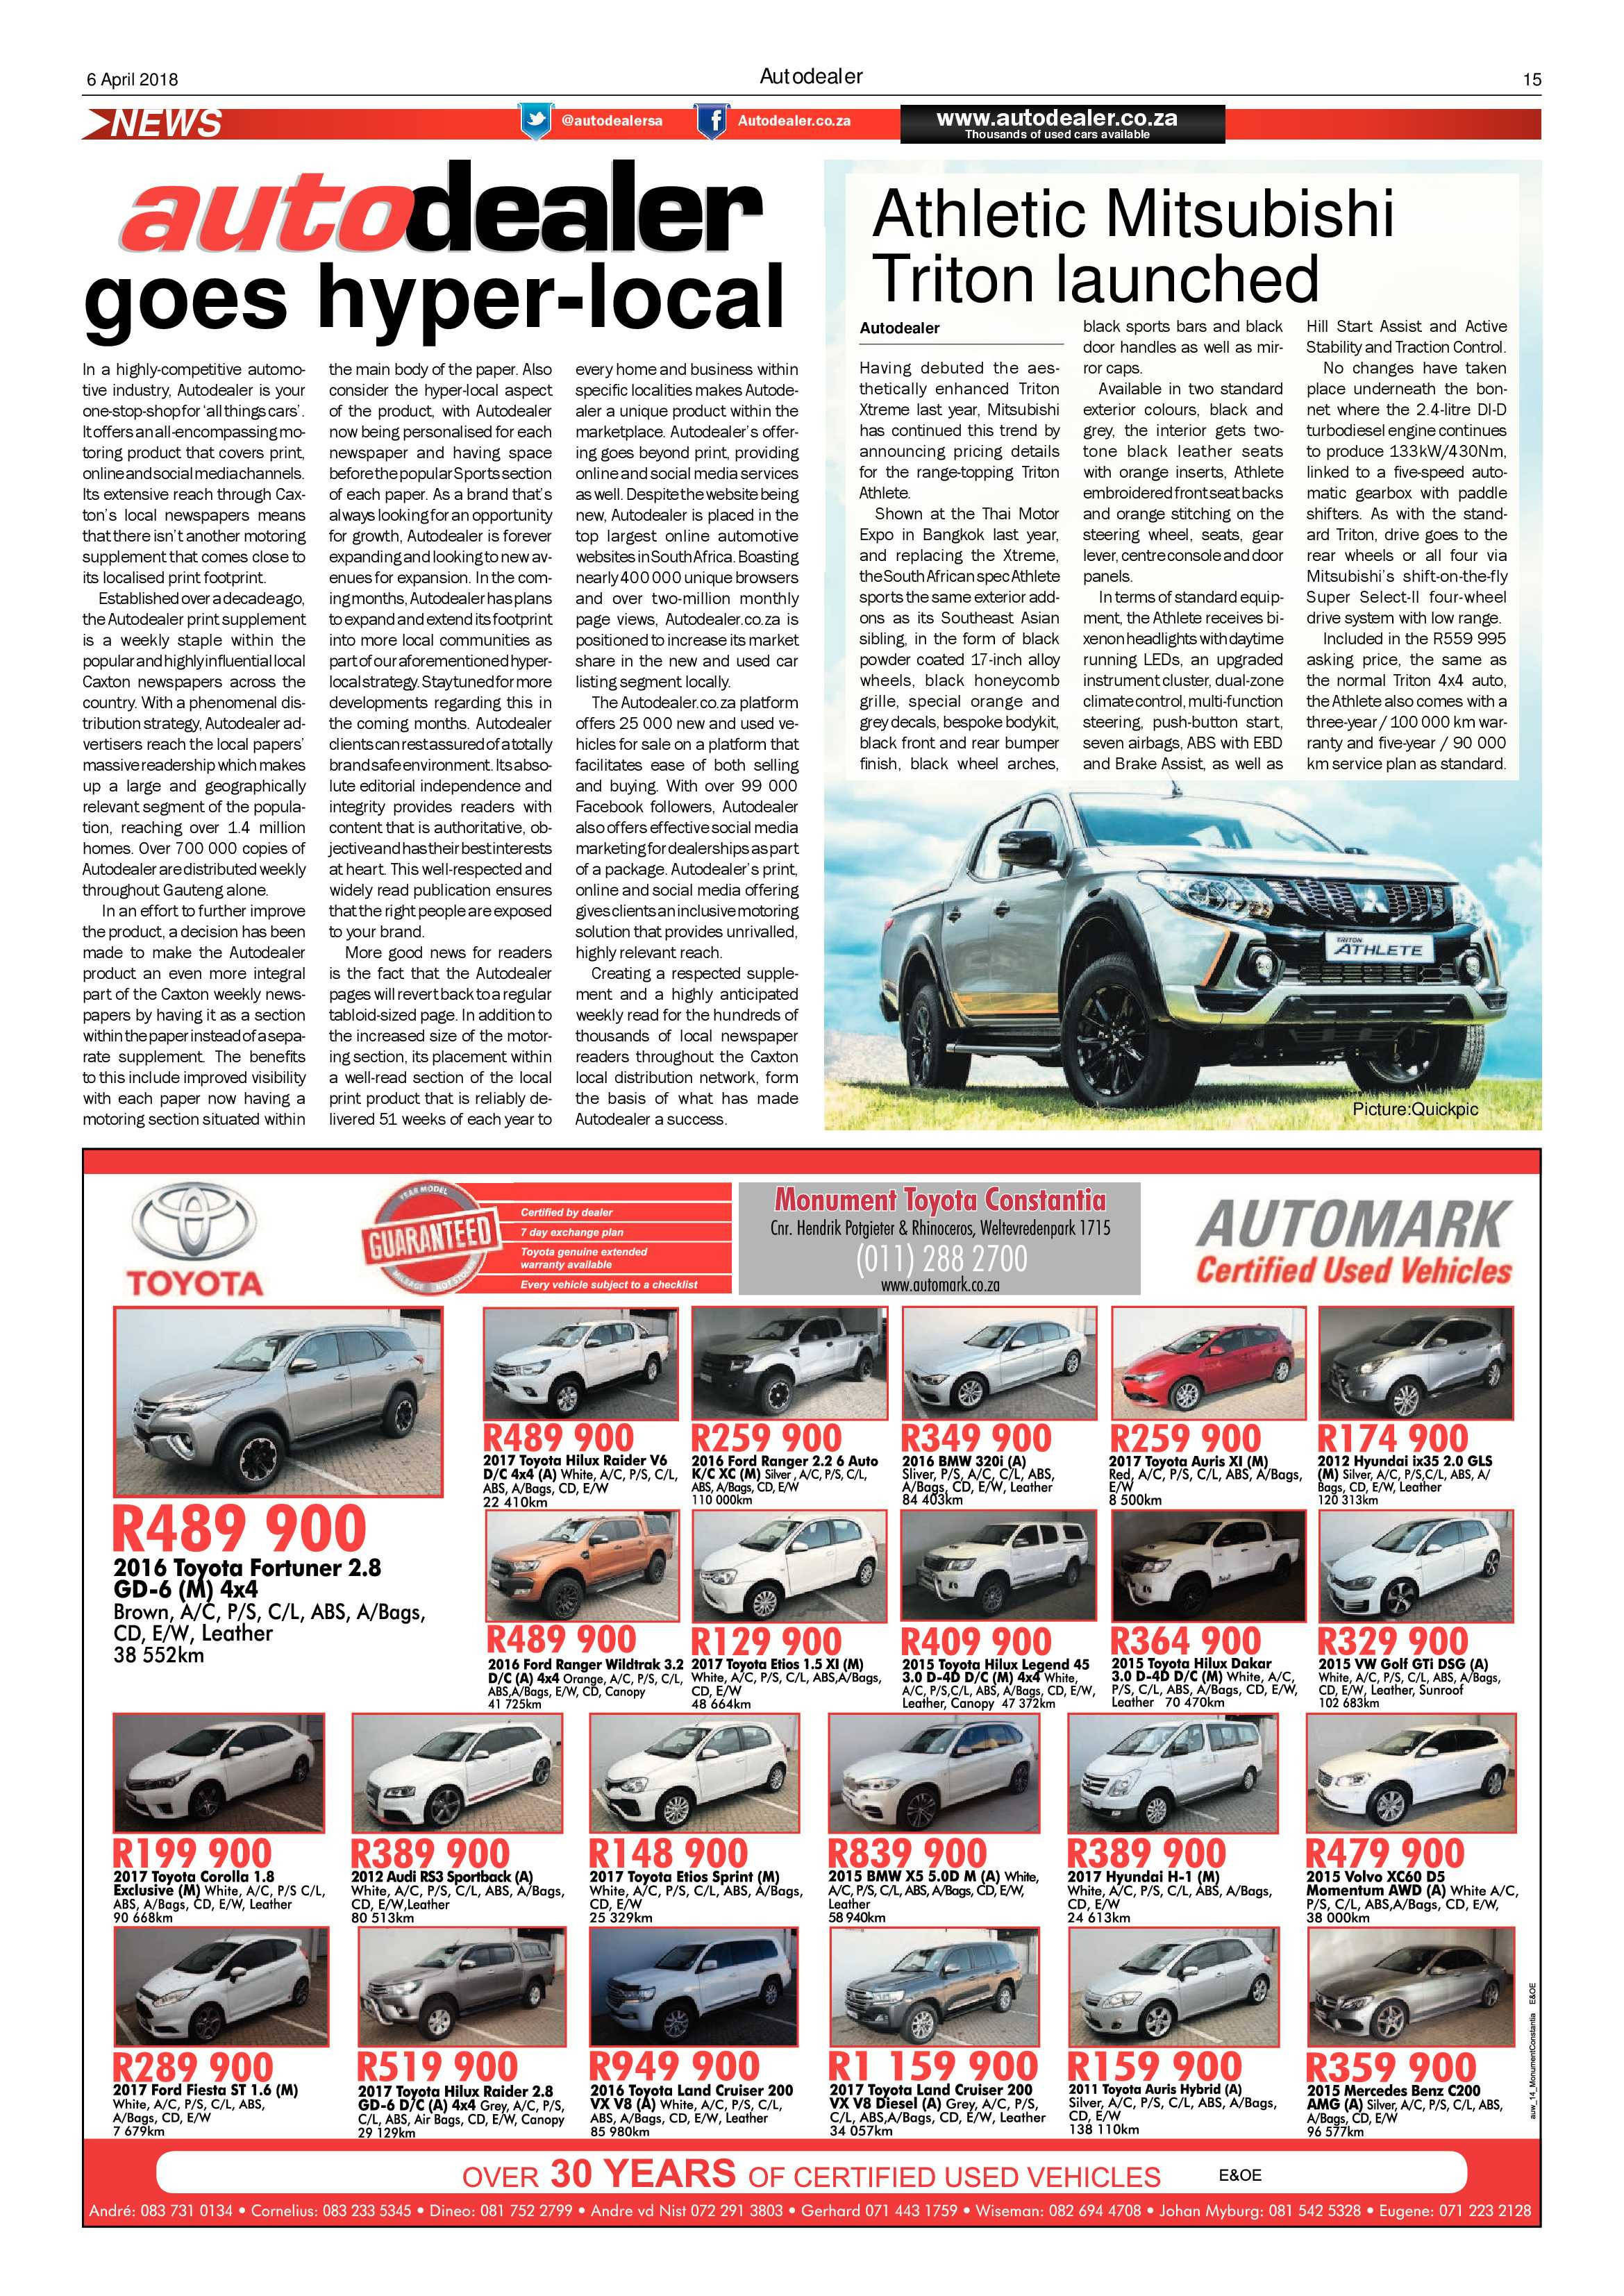 6 April 2018
Autodealer
15
NEWS
@autodealersa
Autodealer.co.za
www.autodealer.co.za
Thousands of used cars available
autodealer
goes hyper-local
In a highly-competitive automo-
tive industry, Autodealer is your
one-stop-shop for 'all things cars'.
It offers an all-encompassing mo-
toring product that covers print,
online and social media channels.
Its extensive reach through Cax-
ton's local newspapers means
that there isn't another motoring
supplement that comes close to
its localised print footprint.
Established over a decade ago,
the Autodealer print supplement
is a weekly staple within the
popular and highly influential local
Caxton newspapers across the
country. With a phenomenal dis-
tribution strategy, Autodealer ad-
vertisers reach the local papers'
massive readership which makes
up a large and geographically
relevant segment of the popula-
tion, reaching over 1.4 million
homes. Over 700 000 copies of
Autodealer are distributed weekly
throughout Gauteng alone.
In an effort to further improve
the product, a decision has been
made to make the Autodealer
product an even more integral
part of the Caxton weekly news-
papers by having it as a section
within the paper instead of a sepa-
rate supplement. The benefits
to this include improved visibility
with each paper now having a
motoring section situated within
the main body of the paper. Also
consider the hyper-local aspect
of the product, with Autodealer
now being personalised for each
newspaper and having space
before the popular Sports section
of each paper. As a brand that's
always looking for an opportunity
for growth, Autodealer is forever
expanding and looking to new av-
enues for expansion. In the com-
ing months, Autodealer has plans
to expand and extend its footprint
into more local communities as
part of our aforementioned hyper-
local strategy. Stay tuned for more
developments regarding this in
the coming months. Autodealer
clients can rest assured of a totally
brand safe environment. Its abso-
lute editorial independence and
integrity provides readers with
content that is authoritative, ob-
jective and has their best interests
at heart. This well-respected and
widely read publication ensures
that the right people are exposed
to your brand.
More good news for readers
is the fact that the Autodealer
pages will revert back to a regular
tabloid-sized page. In addition to
the increased size of the motor-
ing section, its placement within
a well-read section of the local
print product that is reliably de-
livered 51 weeks of each year to
every home and business within
specific localities makes Autode-
aler a unique product within the
marketplace. Autodealer's offer-
ing goes beyond print, providing
online and social media services
as well. Despite the website being
new, Autodealer is placed in the
top largest online automotive
websites in South Africa. Boasting
nearly 400 000 unique browsers
and over two-million monthly
page views, Autodealer.co.za is
positioned to increase its market
share in the new and used car
listing segment locally.
The Autodealer.co.za platform
offers 25 000 new and used ve-
hicles for sale on a platform that
facilitates ease of both selling
and buying. With over 99 000
Facebook followers, Autodealer
also offers effective social media
marketing for dealerships as part
of a package. Autodealer's print,
online and social media offering
gives clients an inclusive motoring
solution that provides unrivalled,
highly relevant reach.
Creating a respected supple-
ment and a highly anticipated
weekly read for the hundreds of
thousands of local newspaper
readers throughout the Caxton
local distribution network, form
the basis of what has made
Autodealer a success.
Athletic Mitsubishi
Triton launched
Autodealer
Having debuted the aes-
thetically enhanced Triton
Xtreme last year, Mitsubishi
has continued this trend by
announcing pricing details
for the range-topping Triton
Athlete.
Shown at the Thai Motor
Expo in Bangkok last year,
and replacing the Xtreme,
the South African spec Athlete
sports the same exterior add-
ons as its Southeast Asian
sibling, in the form of black
powder coated 17-inch alloy
wheels, black honeycomb
grille, special orange and
grey decals, bespoke bodykit,
black front and rear bumper
finish, black wheel arches,
black sports bars and black
door handles as well as mir-
ror caps.
Available in two standard
exterior colours, black and
grey, the interior gets two-
tone black leather seats
with orange inserts, Athlete
embroidered front seat backs
and orange stitching on the
steering wheel, seats, gear
lever, centre console and door
panels.
In terms of standard equip-
ment, the Athlete receives bi-
xenon headlights with daytime
running LEDs, an upgraded
instrument cluster, dual-zone
climate control, multi-function
steering, push-button start,
seven airbags, ABS with EBD
and Brake Assist, as well as
Hill Start Assist and Active
Stability and Traction Control.
No changes have taken
place underneath the bon-
net where the 2.4-litre DI-D
turbodiesel engine continues
to produce 133kW/430Nm,
linked to a five-speed auto-
matic gearbox with paddle
shifters. As with the stand-
ard Triton, drive goes to the
rear wheels or all four via
Mitsubishi's shift-on-the-fly
Super Select-II four-wheel
drive system with low range.
Included in the R559 995
asking price, the same as
the normal Triton 4x4 auto,
the Athlete also comes with a
three-year / 100 000 km war-
ranty and five-year / 90 000
km service plan as standard.
TRITON
ATHLETE
Picture:Quickpic
TOYOTA
YEAR MODEL
GUARANTEED
MILEAGE NOT STOLEN
Certified by dealer
7 day exchange plan
Toyota genuine extended
warranty available
Every vehicle subject to a checklist
Monument Toyota Constantia
Cnr. Hendrik Potgieter & Rhinoceros, Weltevredenpark 1715
(011) 288 2700
www.automark.co.za
AUTOMARK
Certified Used Vehicles
R489 900
2016 Toyota Fortuner 2.8
GD-6 (M) 4x4
Brown, A/C, P/S, C/L, ABS, A/Bags,
CD, E/W, Leather
38 552km
R489 900
2017 Toyota Hilux Raider V6
D/C 4x4 (A) White, A/C, P/S, C/L,
ABS, A/Bags, CD, E/W
22 410km
R259 900
2016 Ford Ranger 2.2 6 Auto
K/C XC (M) Silver , A/C, P/S, C/L,
ABS, A/Bags, CD, E/W
110 000km
R349 900
2016 BMW 320i (A)
Sliver, P/S, A/C, C/L, ABS,
A/Bags, CD, E/W, Leather
84 403km
R259 900
2017 Toyota Auris XI (M)
Red, A/C, P/S, C/L, ABS, A/Bags,
E/W
8 500km
R174 900
2012 Hyundai ix35 2.0 GLS
(M) Silver, A/C, P/S,C/L, ABS, A/
Bags, CD, E/W, Leather
120 313km
R489 900
2016 Ford Ranger Wildtrak 3.2
D/C (A) 4x4 Orange, A/C, P/S, C/L,
ABS,A/Bags, E/W, CD, Canopy
41 725km
R129 900
2017 Toyota Etios 1.5 XI (M)
White, A/C, P/S, C/L, ABS,A/Bags,
CD, E/W
48 664km
R409 900
2015 Toyota Hilux Legend 45
3.0 D-4D D/C (M) 4x4 White,
A/C, P/S,C/L, ABS, A/Bags, CD, E/W,
Leather, Canopy 47 372km
R364 900
2015 Toyota Hilux Dakar
3.0 D-4D D/C (M) White, A/C,
P/S, C/L, ABS, A/Bags, CD, E/W,
Leather 70 470km
R329 900
2015 VW Golf GTi DSG (A)
White, A/C, P/S, C/L, ABS, A/Bags,
CD, E/W, Leather, Sunroof
102 683km
R199 900
2017 Toyota Corolla 1.8
Exclusive (M) White, A/C, P/S C/L,
ABS, A/Bags, CD, E/W, Leather
90 668km
R389 900
2012 Audi RS3 Sportback (A)
White, A/C, P/S, C/L, ABS, A/Bags,
CD, E/W,Leather
80 513km
R148 900
2017 Toyota Etios Sprint (M)
White, A/C, P/S, C/L, ABS, A/Bags,
CD, E/W
25 329km
R839 900
2015 BMW X5 5.0D M (A) White,
A/C, P/S, C/L, ABS, A/Bags, CD, E/W,
Leather
58 940km
R389 900
2017 Hyundai H-1 (M)
White, A/C, P/S, C/L, ABS, A/Bags,
CD, E/W
24 613km
R479 900
2015 Volvo XC60 D5
Momentum AWD (A) White A/C,
P/S, C/L, ABS,A/Bags, CD, E/W,
38 000km
R289 900
2017 Ford Fiesta ST 1.6 (M)
White, A/C, P/S, C/L, ABS,
A/Bags, CD, E/W
7 679km
R519 900
2017 Toyota Hilux Raider 2.8
GD-6 D/C (A) 4x4 Grey, A/C, P/S,
C/L, ABS, Air Bags, CD, E/W, Canopy
29 129km
R949 900
2016 Toyota Land Cruiser 200
VX V8 (A) White, A/C, P/S, C/L,
ABS, A/Bags, CD, E/W, Leather
85 980km
R1 159 900
2017 Toyota Land Cruiser 200
VX V8 Diesel (A) Grey, A/C, P/S,
C/L, ABS,A/Bags, CD, E/W, Leather
34 057km
R159 900
2011 Toyota Auris Hybrid (A)
Silver, A/C, P/S, C/L, ABS, A/Bags,
CD, E/W
138 110km
R359 900
2015 Mercedes Benz C200
AMG (A) Silver, A/C, P/S, C/L, ABS,
A/Bags, CD, E/W
96 577km
auw_14_MonumentConstantia E&OE
OVER 30 YEARS OF CERTIFIED USED VEHICLES E&OE
André: 083 731 0134 • Cornelius: 083 233 5345 • Dineo: 081 752 2799 • Andre vd Nist 072 291 3803 • Gerhard 071 443 1759 • Wiseman: 082 694 4708 • Johan Myburg: 081 542 5328 • Eugene: 071 223 2128